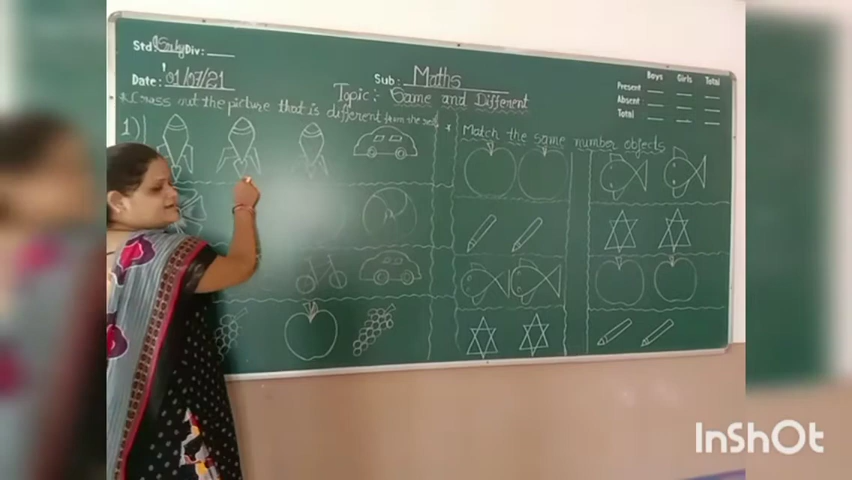 Std: Div:
Date: 01/07/21
Sub: Maths
Boys Girls Total
Present
Absent
Total
Topic: Same and Different
*Cross out the picture that is different from the rest
1)
* Match the same number objects
InShOt